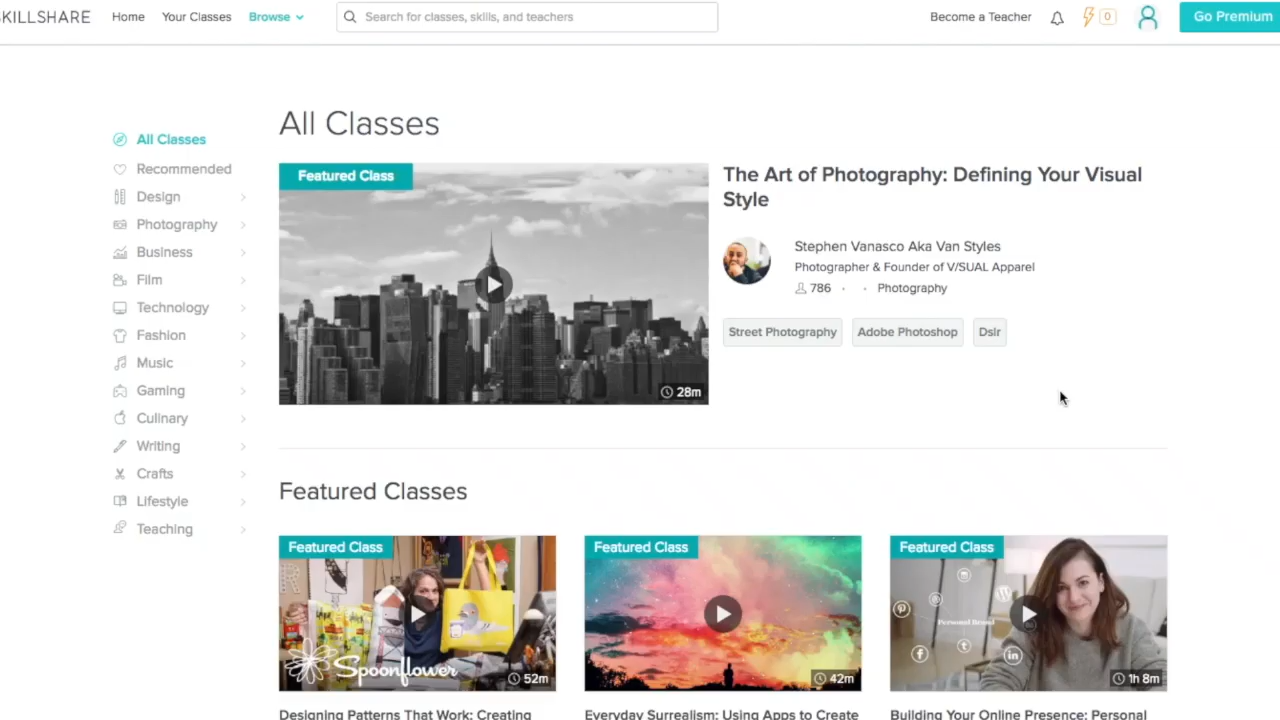 SKILLSHARE
Home
Your Classes
Browse
Search for classes, skills, and teachers
Become a Teacher
0
Go Premium
All Classes
Recommended
Design
Photography
Business
Film
Technology
Fashion
Music
Gaming
Culinary
Writing
Crafts
Lifestyle
Teaching
All Classes
Featured Class
28m
The Art of Photography: Defining Your Visual
Style
Stephen Vanasco Aka Van Styles
Photographer & Founder of V/SUAL Apparel
786 · · Photography
Street Photography
Adobe Photoshop
Dslr
Featured Classes
Featured Class
Spoonflower
52m
Featured Class
42m
Featured Class
Personal Brand
1h 8m
Designing Patterns That Work: Creating
Everyday Surrealism: Using Apps to Create
Building Your Online Presence: Personal